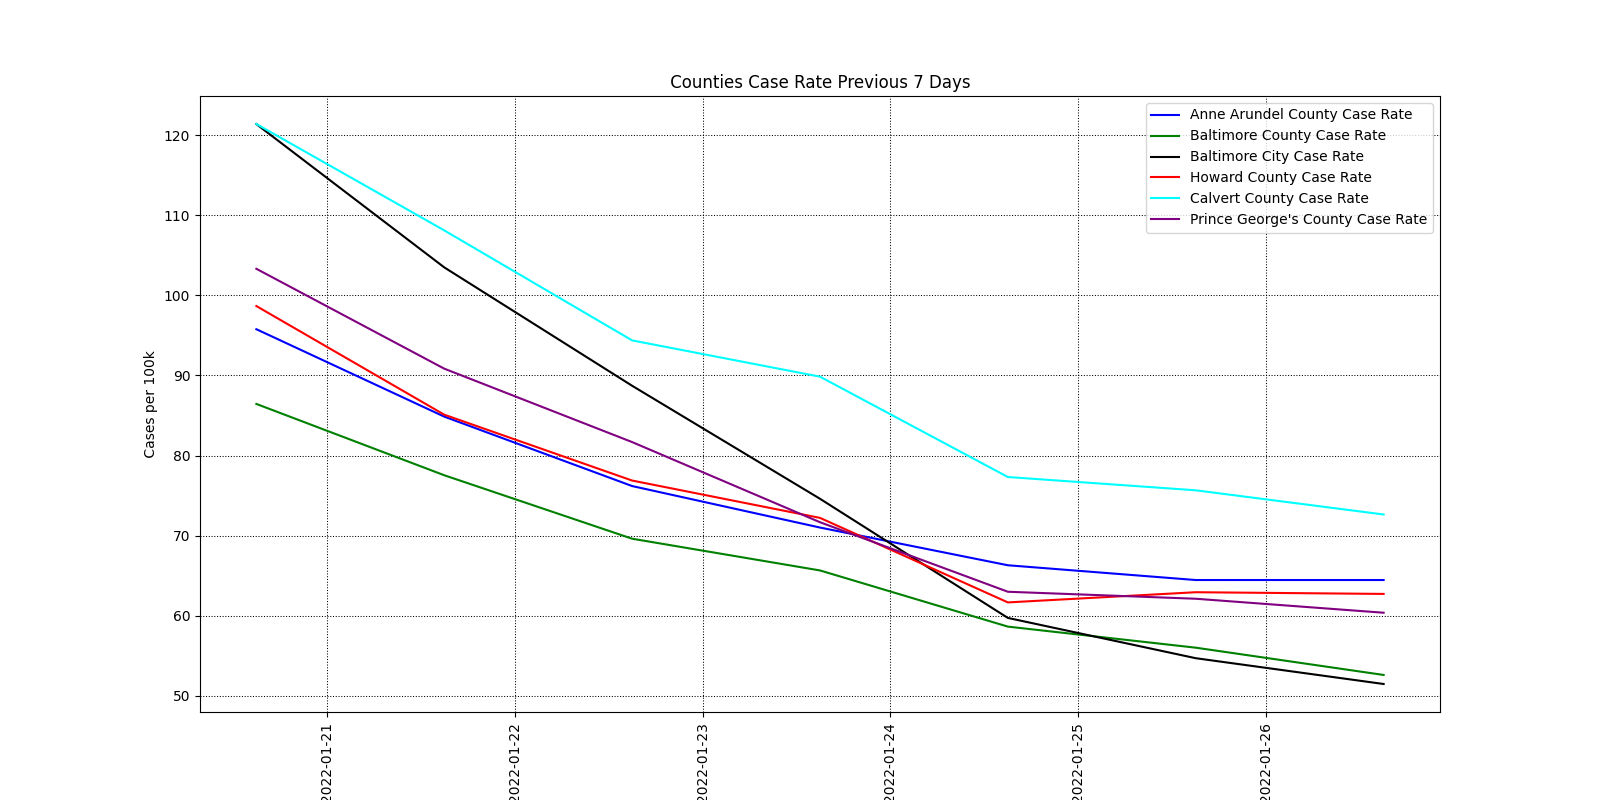 Counties Case Rate Previous 7 Days
Anne Arundel County Case Rate
Baltimore County Case Rate
Baltimore City Case Rate
Howard County Case Rate
Calvert County Case Rate
Prince George's County Case Rate
Cases per 100k
120
110
100
90
80
70
60
50
2022-01-21
2022-01-22
2022-01-23
2022-01-24
2022-01-25
2022-01-26